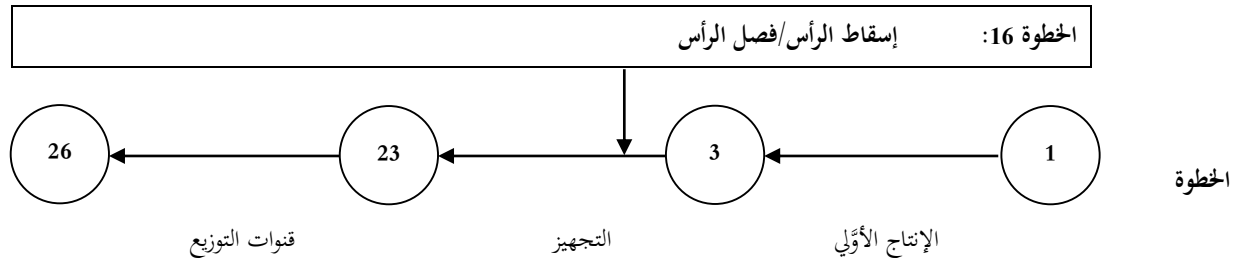 الخطوة 16: إسقاط الرأس/فصل الرأس
1 3 23 26
الخطوة
الإنتاج الأوَّلي التجهيز قنوات التوزيع